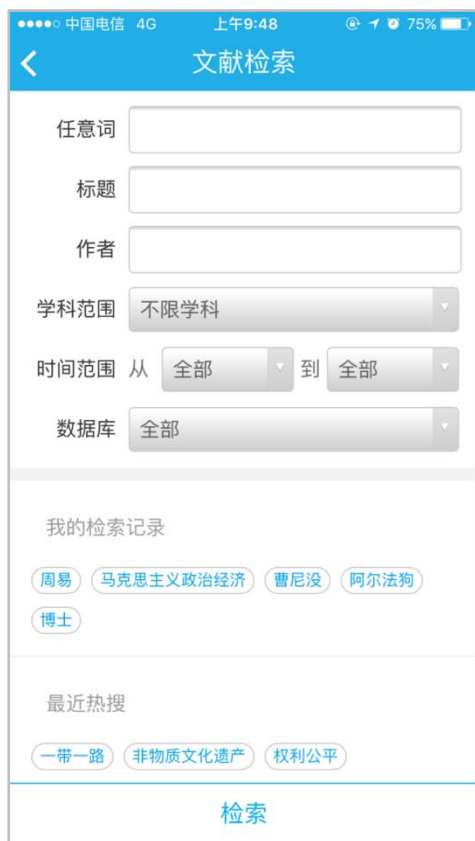 中国电信 4G 上午9:48 75%
文献检索
任意词
标题
作者
学科范围 不限学科
时间范围 从 全部 到 全部
数据库 全部
我的检索记录
周易 马克思主义政治经济 曹尼没 阿尔法狗
博士
最近热搜
一带一路 非物质文化遗产 权利公平
检索